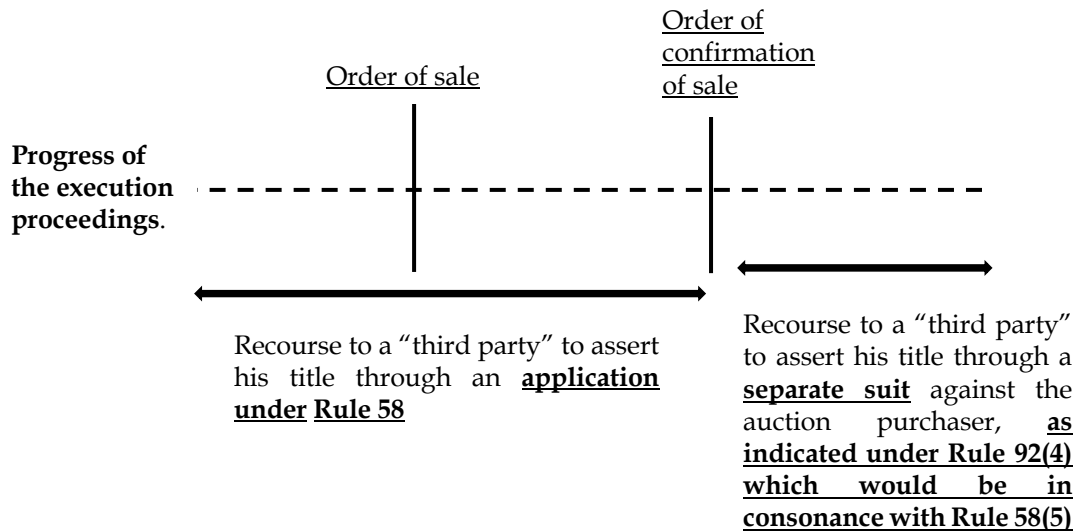 Order of
confirmation
of sale
Order of sale
Progress of
the execution
proceedings.
Recourse to a “third party” to assert
his title through an application
under Rule 58
Recourse to a “third party”
to assert his title through a
separate suit against the
auction purchaser, as
indicated under Rule 92(4)
which would be in
consonance with Rule 58(5)